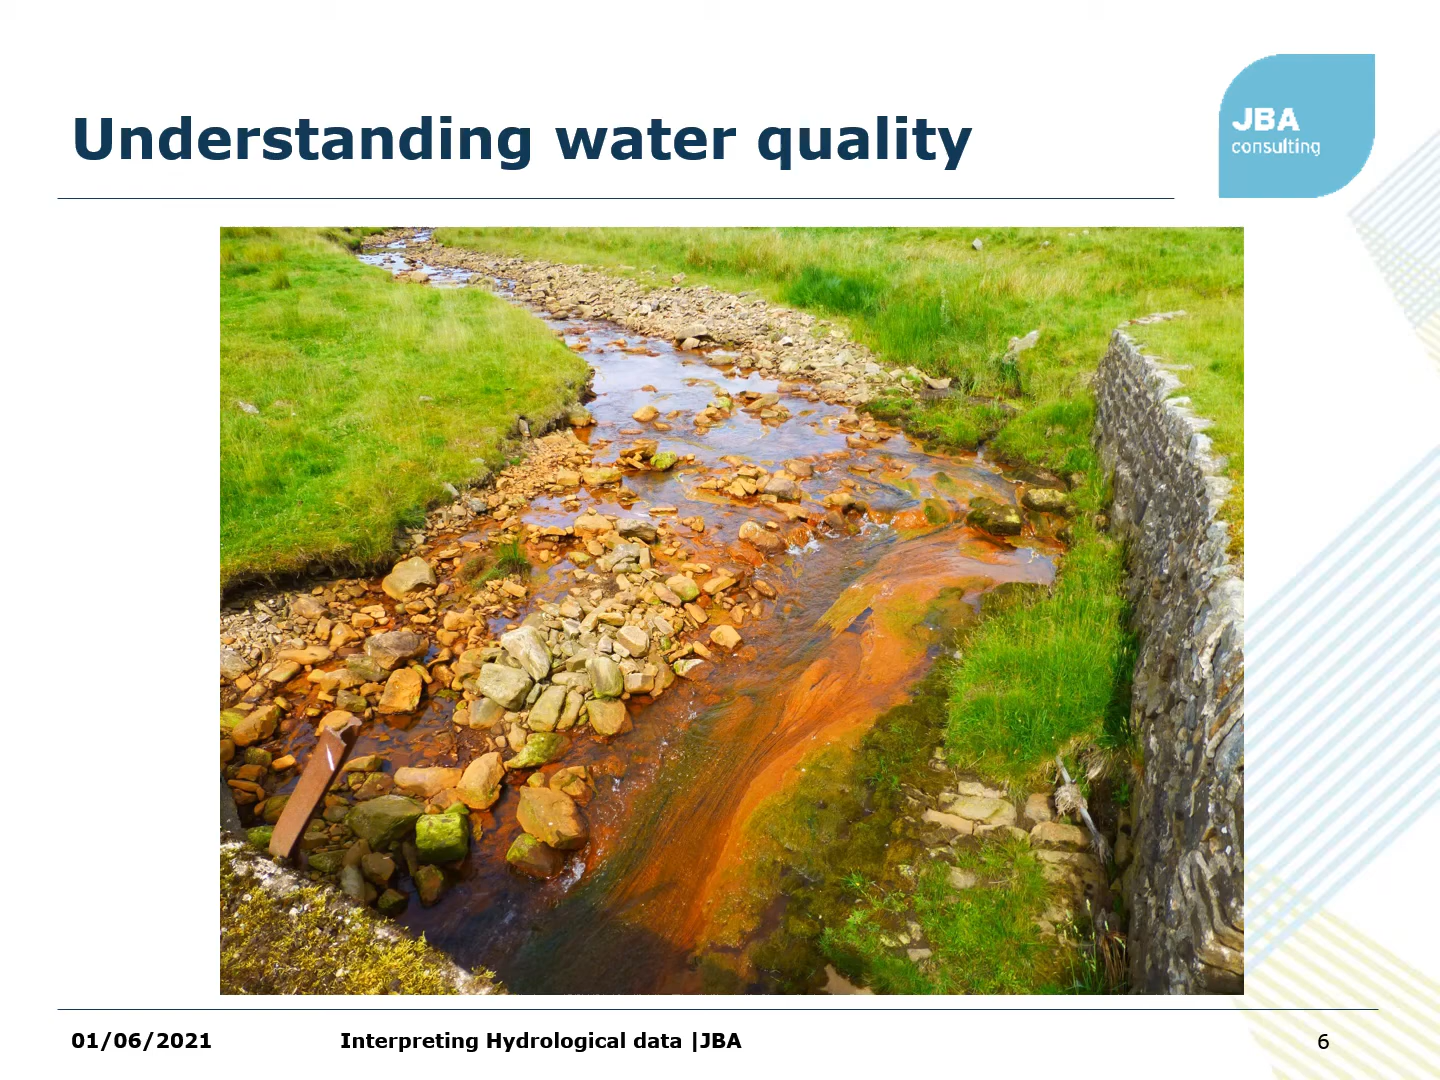 Understanding water quality
JBA
consulting
01/06/2021
Interpreting Hydrological data |JBA
6